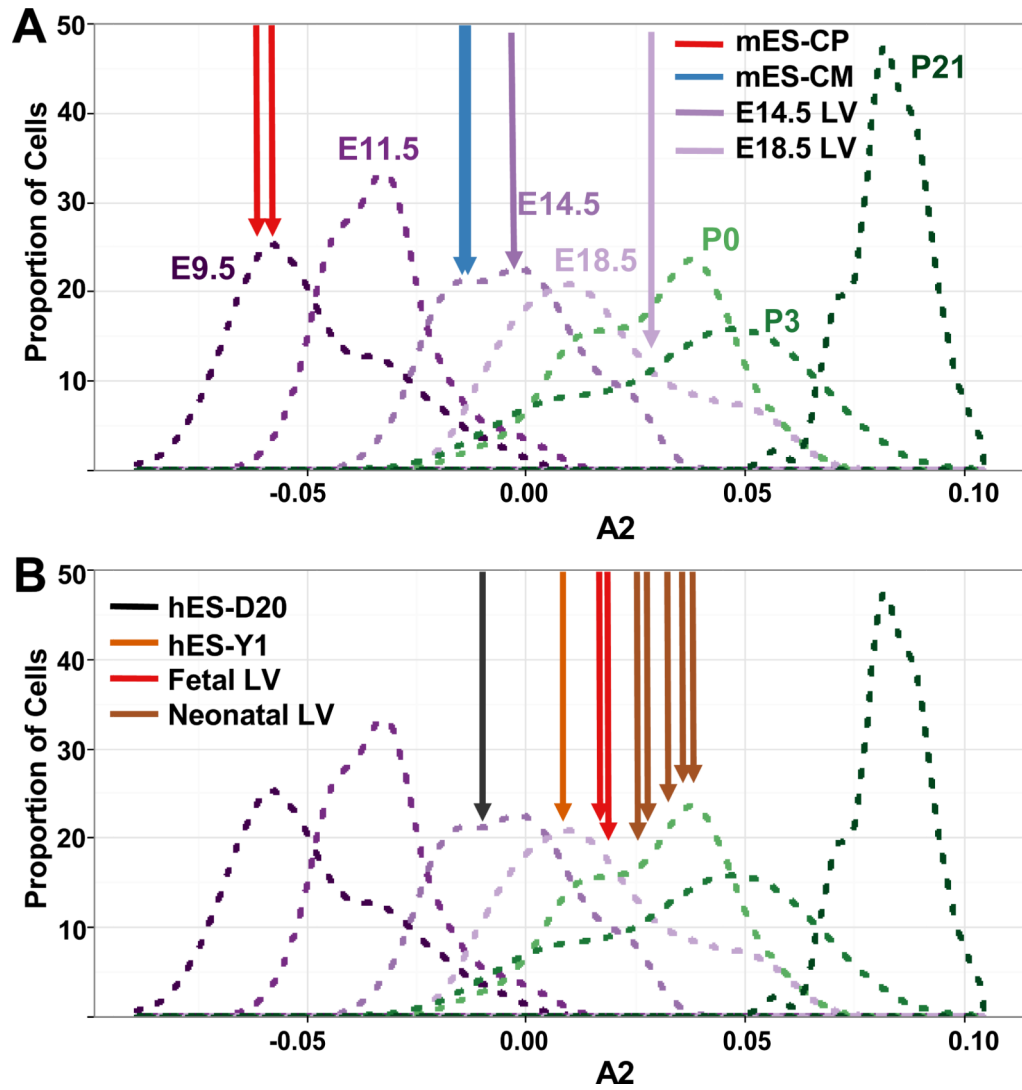 A
Proportion of Cells
50
40
30
20
10
mES-CP
mES-CM
E14.5 LV
E18.5 LV
P21
E11.5
E14.5
E9.5
E18.5
P0
P3
-0.05
0.00
0.05
0.10
A2
B
Proportion of Cells
50
40
30
20
10
hES-D20
hES-Y1
Fetal LV
Neonatal LV
-0.05
0.00
0.05
0.10
A2